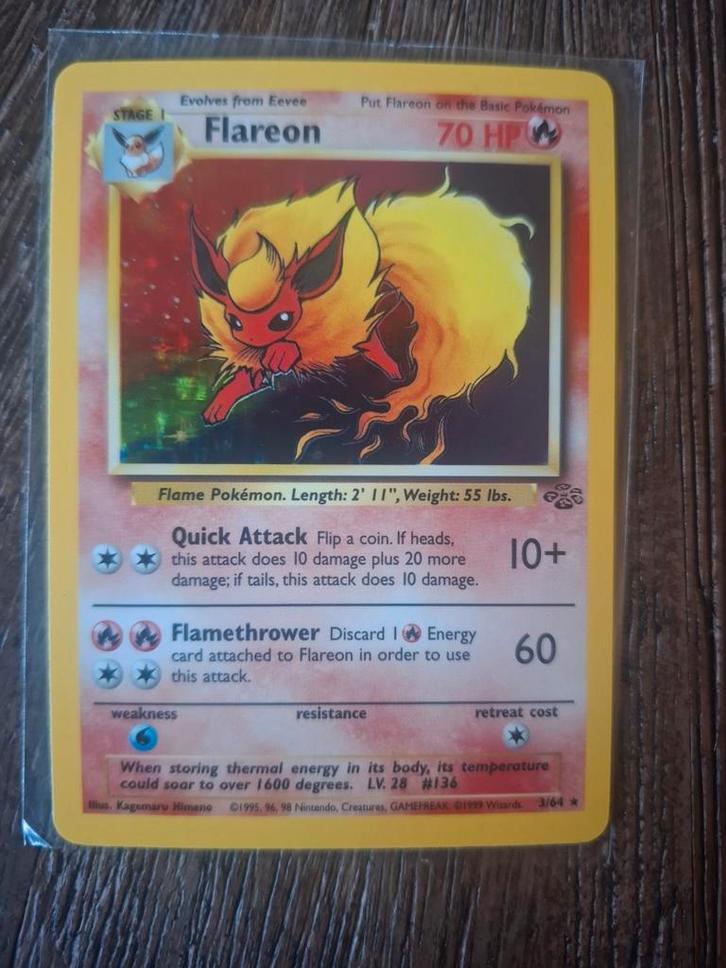 Evolves from Eevee Put Flareon on the Basic Pokémon
STAGE 1
Flareon 70 HP
Flame Pokémon. Length: 2' 11", Weight: 55 lbs.
Quick Attack Flip a coin. If heads,
this attack does 10 damage plus 20 more
damage; if tails, this attack does 10 damage.
10+
Flamethrower Discard 1 Energy
card attached to Flareon in order to use
this attack.
60
weakness resistance retreat cost
When storing thermal energy in its body, its temperature
could soar to over 1600 degrees. LV. 28 #136
Illus. Kagemaru Himeno ©1995, 96, 98 Nintendo, Creatures, GAMEFREAK. ©1999 Wizards. 3/64 ★